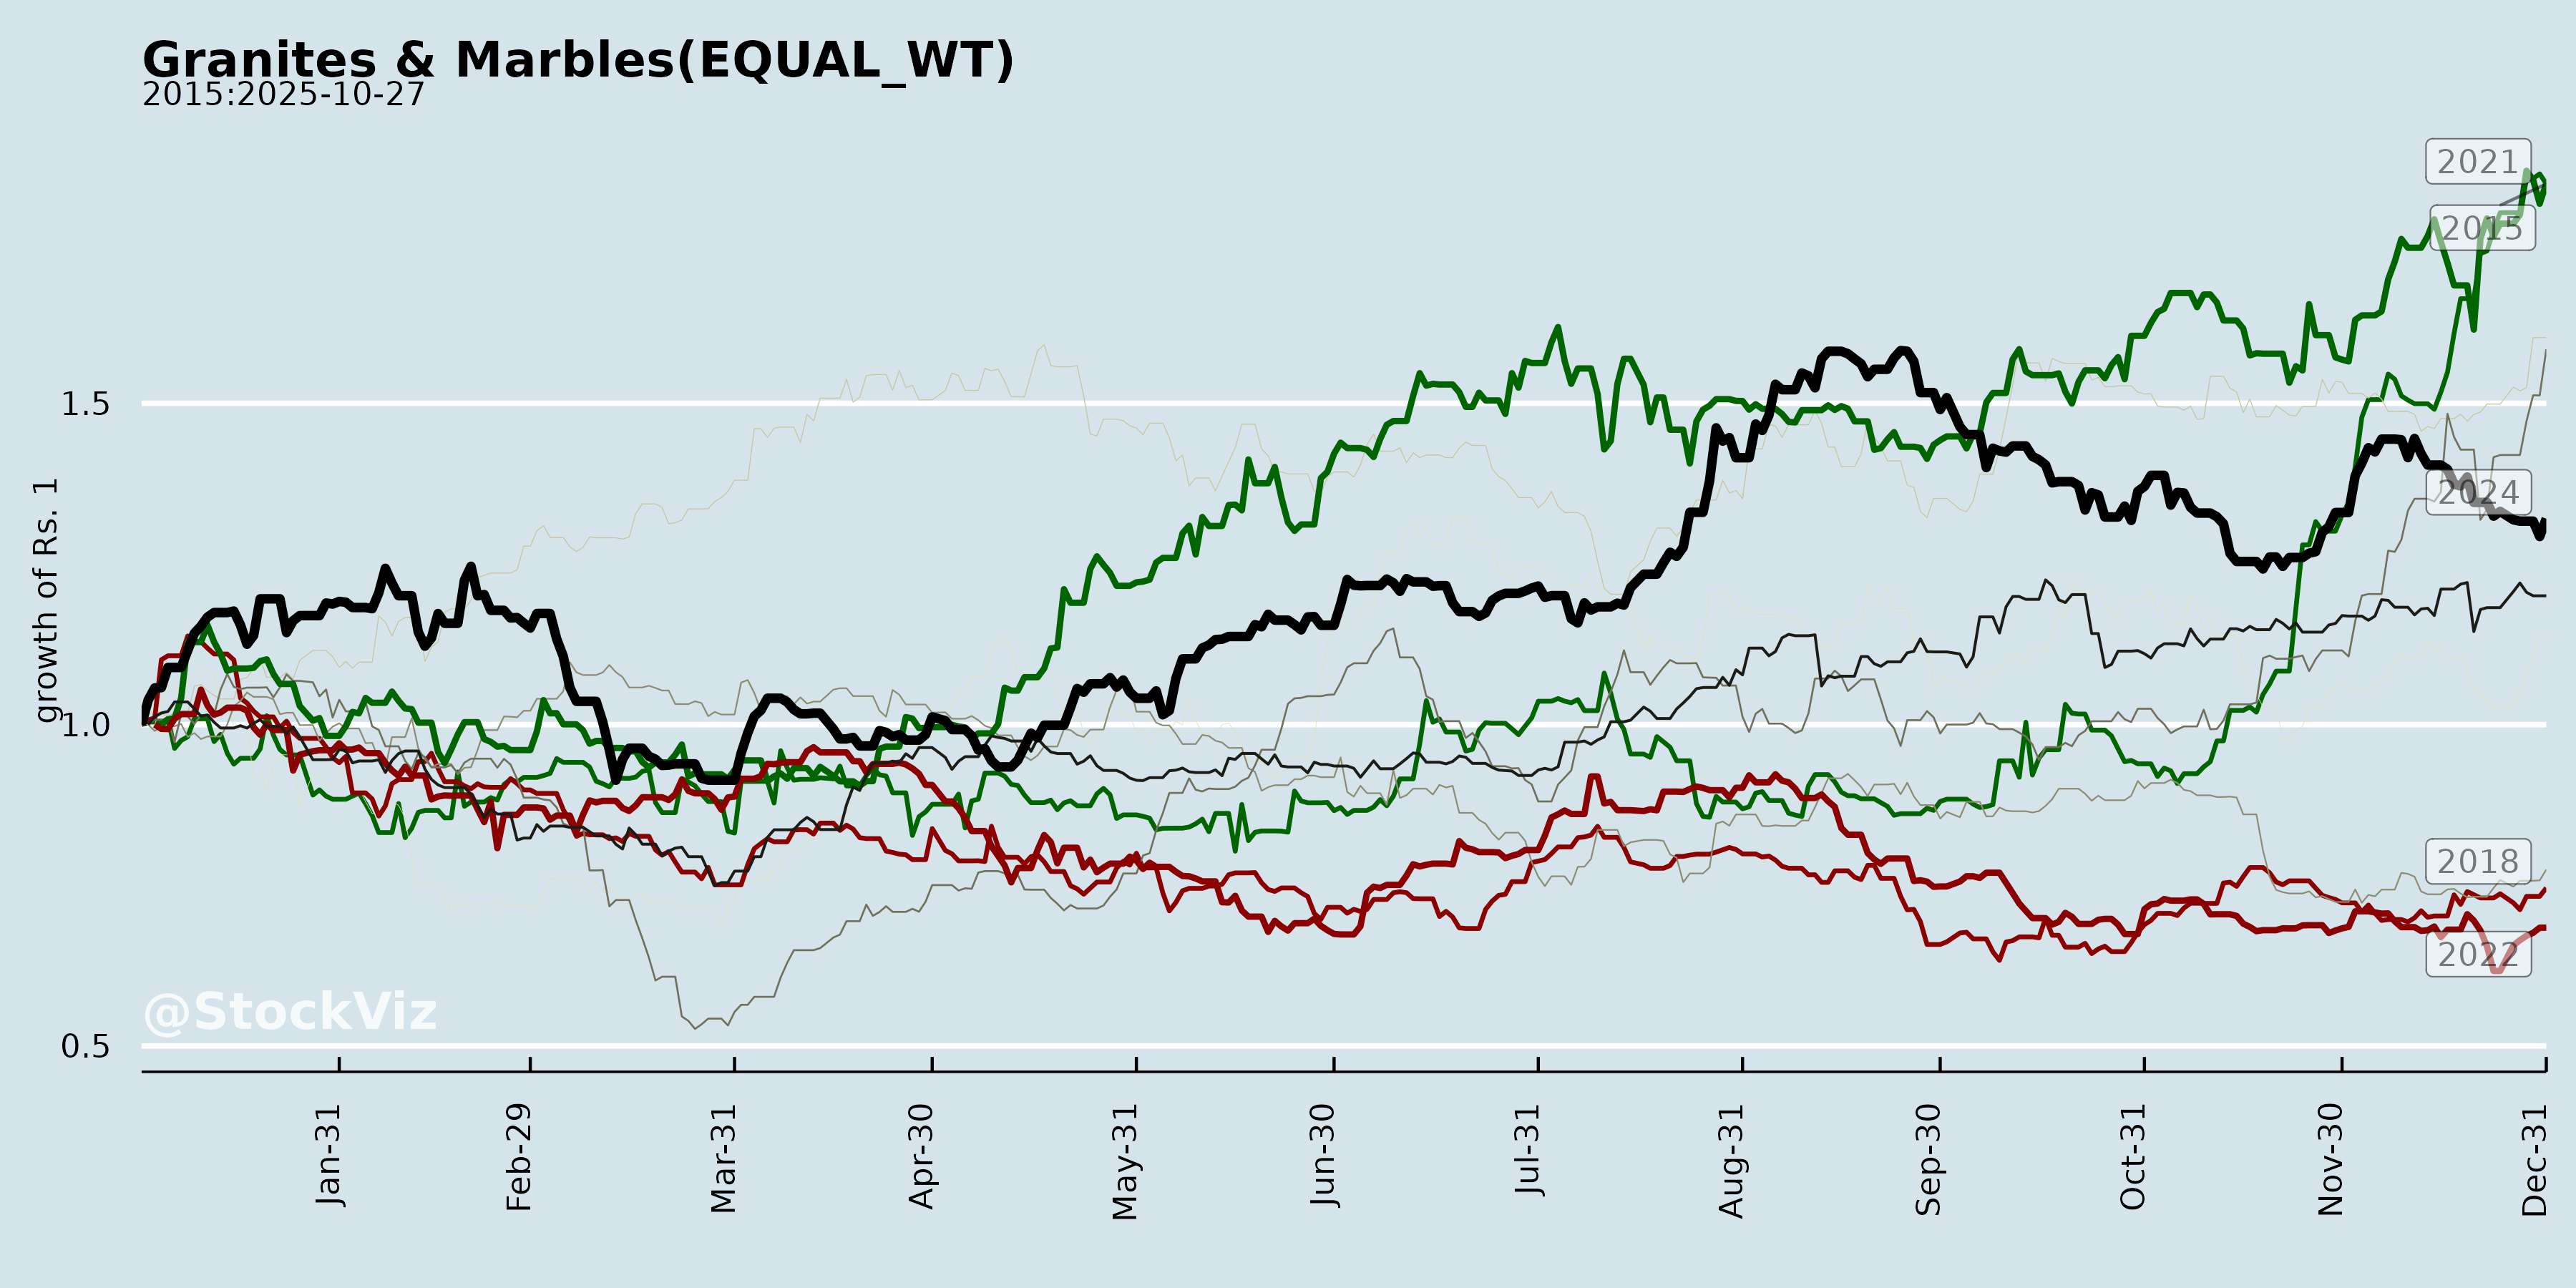 Granites & Marbles(EQUAL_WT)
2015:2025-10-27
growth of Rs. 1
1.5
1.0
0.5
2021
2015
2024
2018
2022
@StockViz
Jan-31
Feb-29
Mar-31
Apr-30
May-31
Jun-30
Jul-31
Aug-31
Sep-30
Oct-31
Nov-30
Dec-31